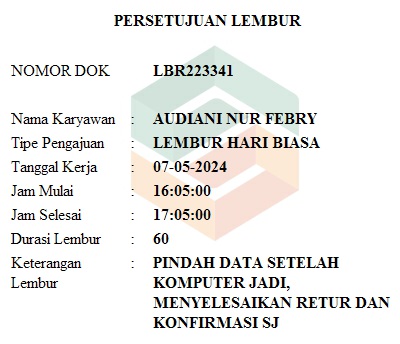 PERSETUJUAN LEMBUR
NOMOR DOK LBR223341
Nama Karyawan : AUDIANI NUR FEBRY
Tipe Pengajuan : LEMBUR HARI BIASA
Tanggal Kerja : 07-05-2024
Jam Mulai : 16:05:00
Jam Selesai : 17:05:00
Durasi Lembur : 60
Keterangan : PINDAH DATA SETELAH
Lembur KOMPUTER JADI,
MENYELESAIKAN RETUR DAN
KONFIRMASI SJ